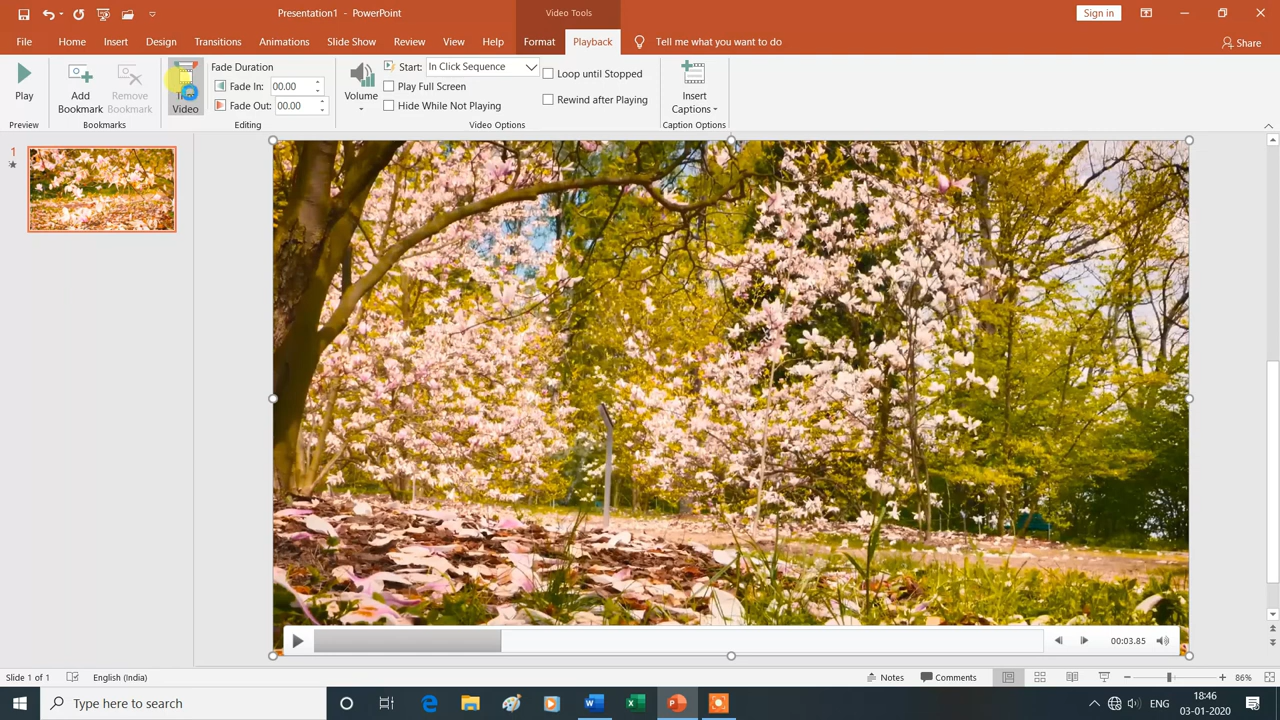 Presentation1 - PowerPoint
Video Tools
Sign in
File
Home
Insert
Design
Transitions
Animations
Slide Show
Review
View
Help
Format
Playback
Tell me what you want to do
Share
Play
Preview
Add Bookmark
Remove Bookmark
Bookmarks
Video
Fade Duration
Fade In: 00.00
Fade Out: 00.00
Editing
Volume
Start: In Click Sequence
Play Full Screen
Hide While Not Playing
Loop until Stopped
Rewind after Playing
Video Options
Insert Captions
Caption Options
1
00:03.85
Slide 1 of 1
English (India)
Notes
Comments
86%
Type here to search
ENG
18:46
03-01-2020